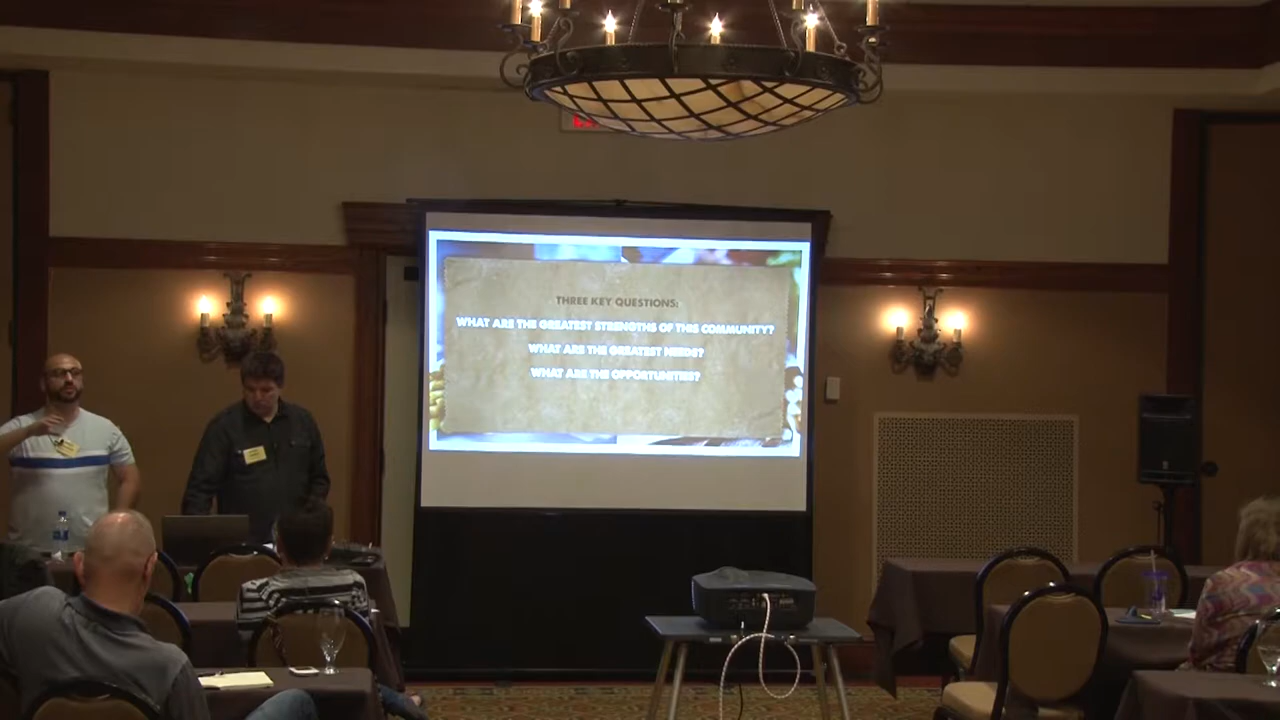 THREE KEY QUESTIONS:
WHAT ARE THE GREATEST STRENGTHS OF THIS COMMUNITY?
WHAT ARE THE GREATEST NEEDS?
WHAT ARE THE OPPORTUNITIES?